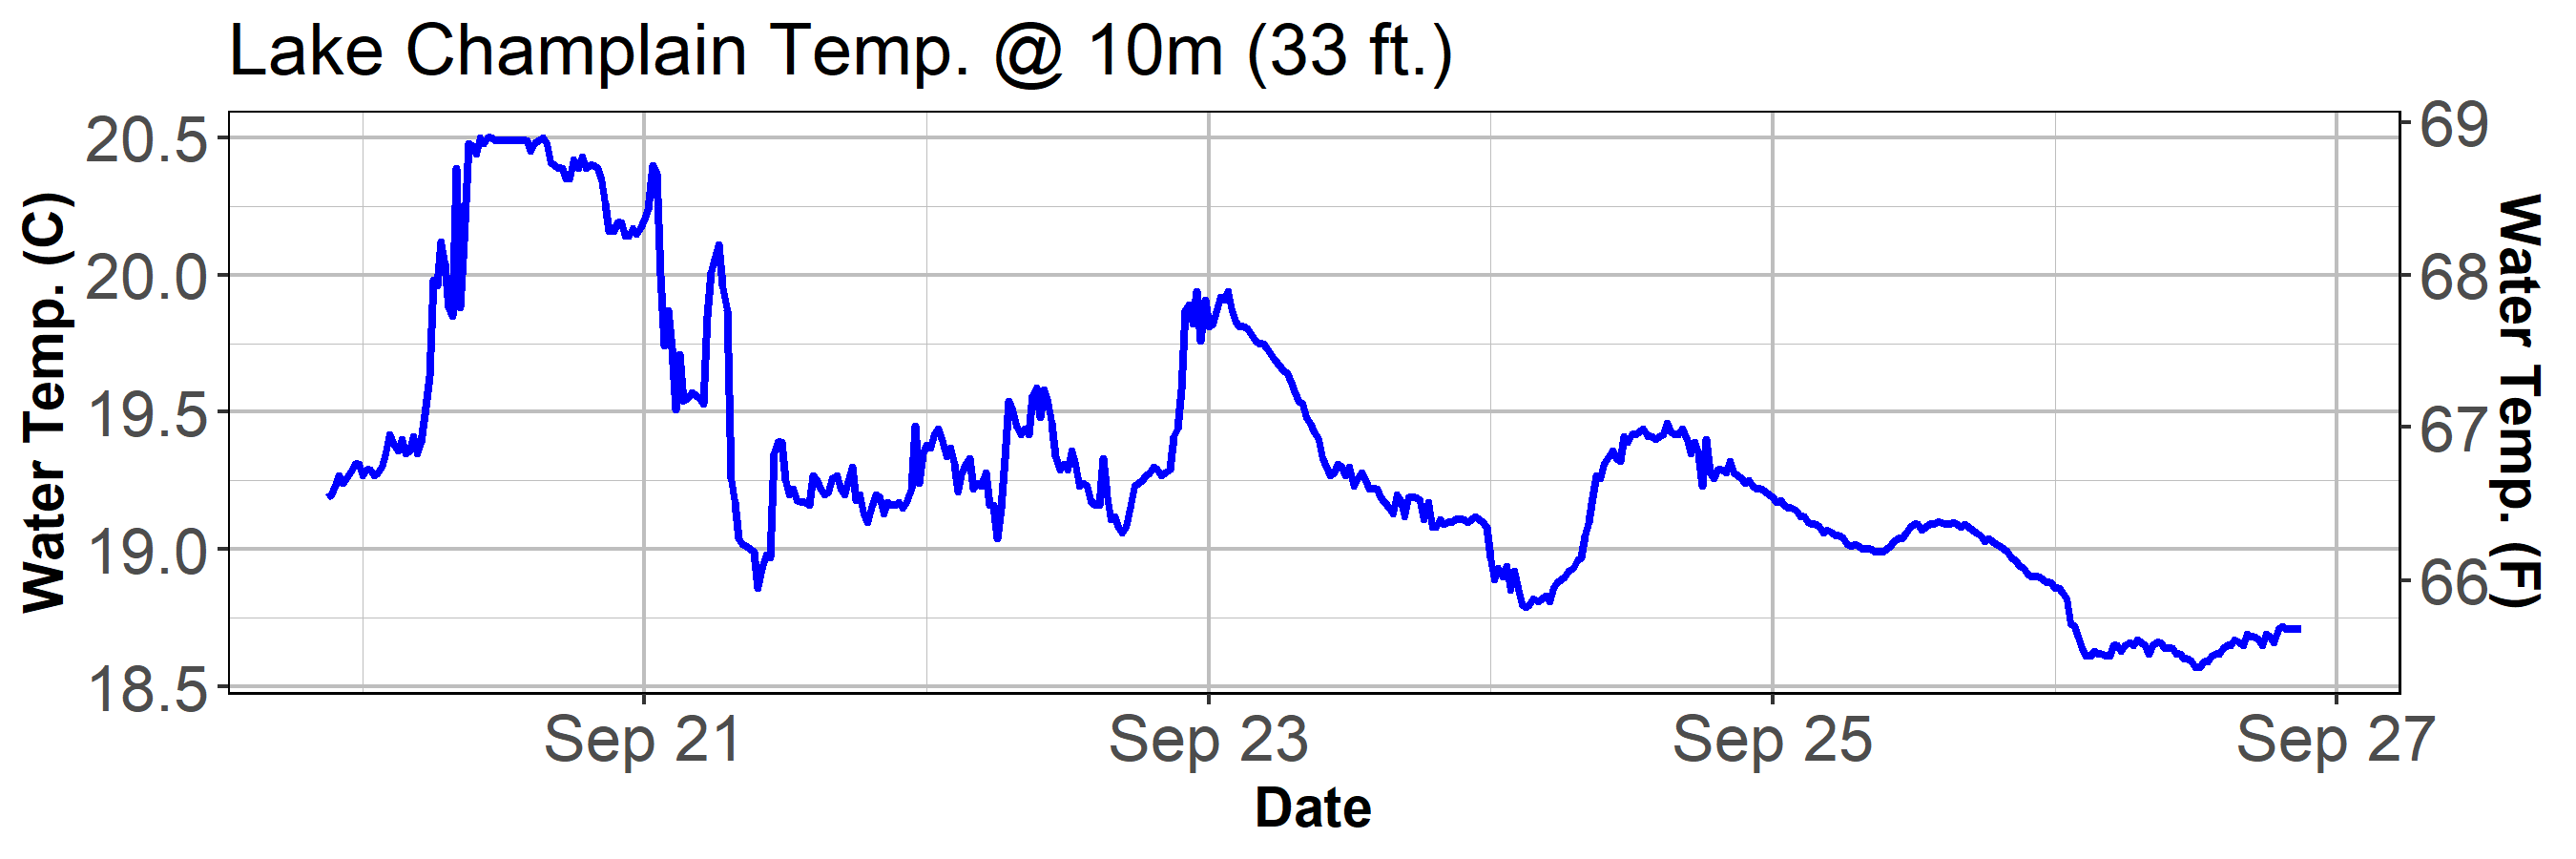 Lake Champlain Temp. @ 10m (33 ft.)
Water Temp. (C)
20.5
20.0
19.5
19.0
18.5
69
68
67
66
Water Temp. (F)
Sep 21 Sep 23 Sep 25 Sep 27
Date